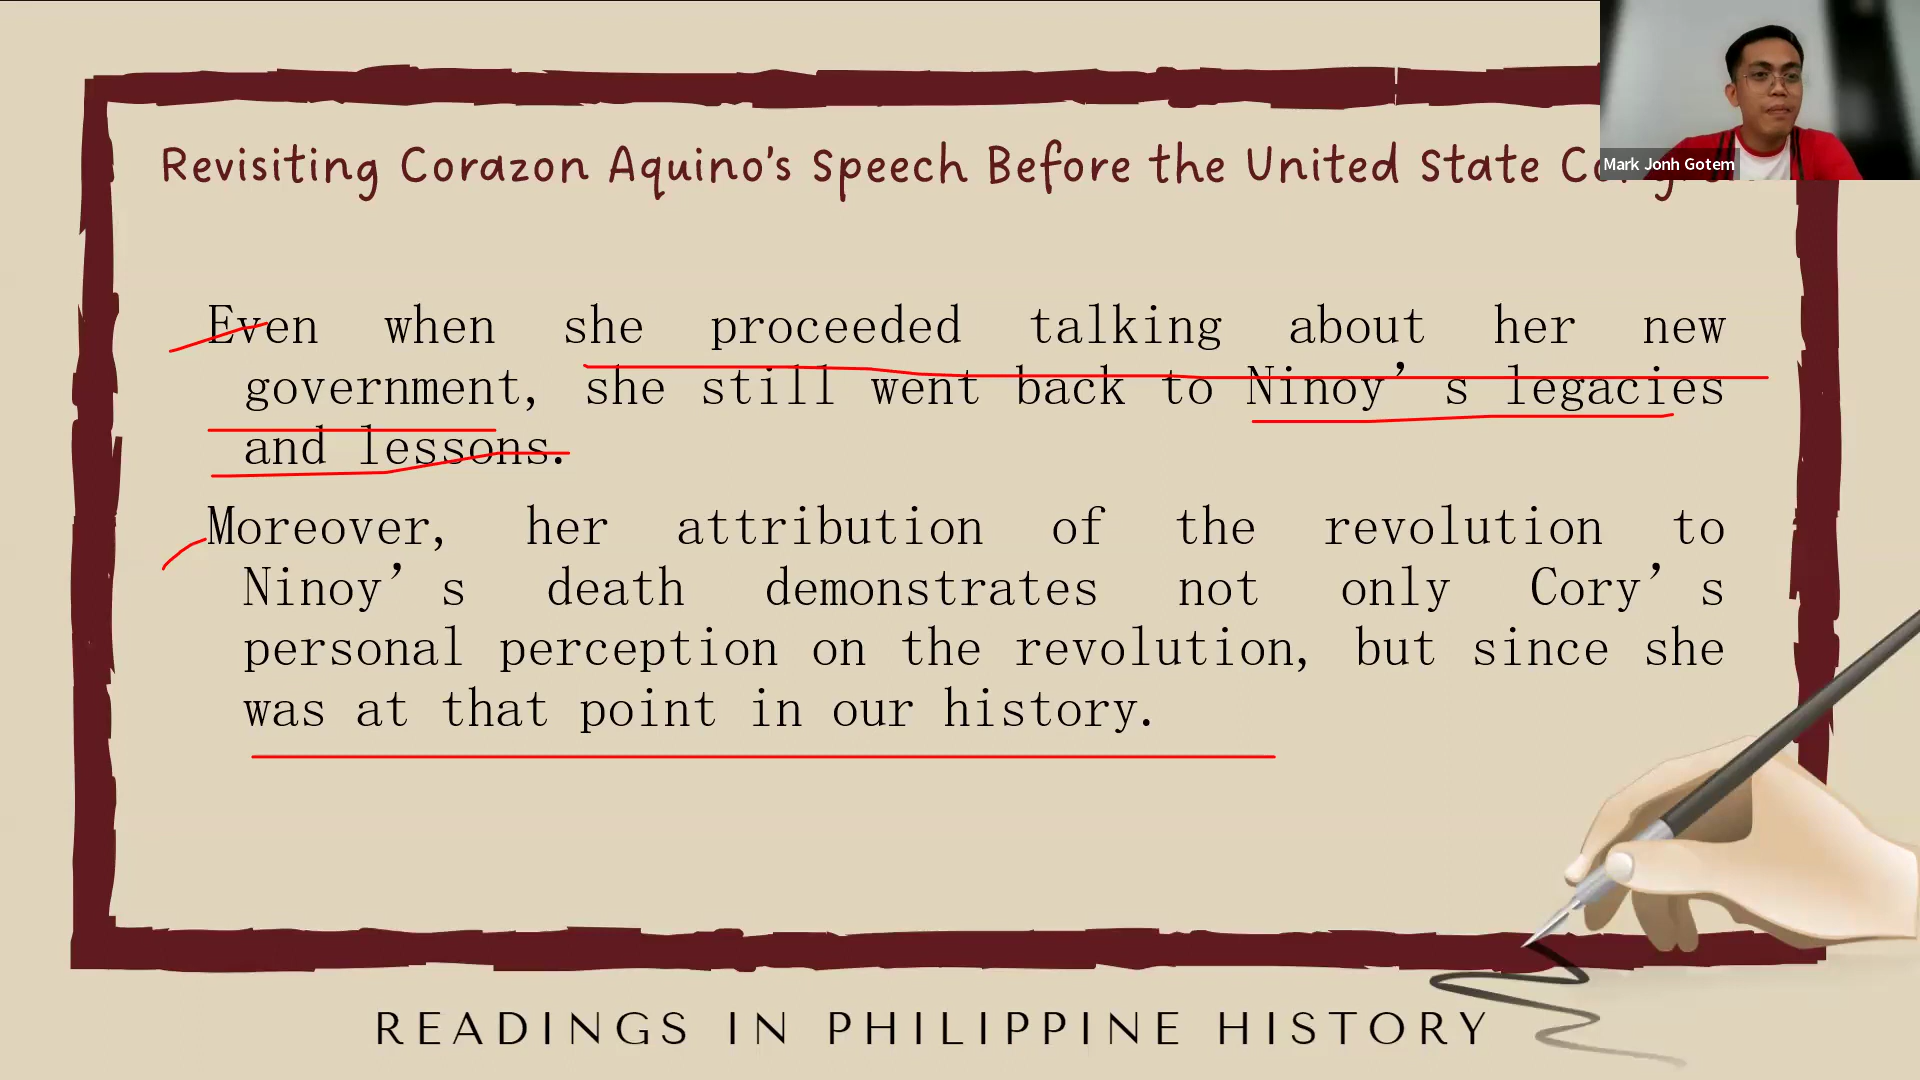 Revisiting Corazon Aquino's Speech Before the United State
Mark Jonh Gotem
Even when she proceeded talking about her new
government, she still went back to Ninoy’s legacies
and lessons.
Moreover, her attribution of the revolution to
Ninoy’s death demonstrates not only Cory’s
personal perception on the revolution, but since she
was at that point in our history.
READINGS IN PHILIPPINE HISTORY